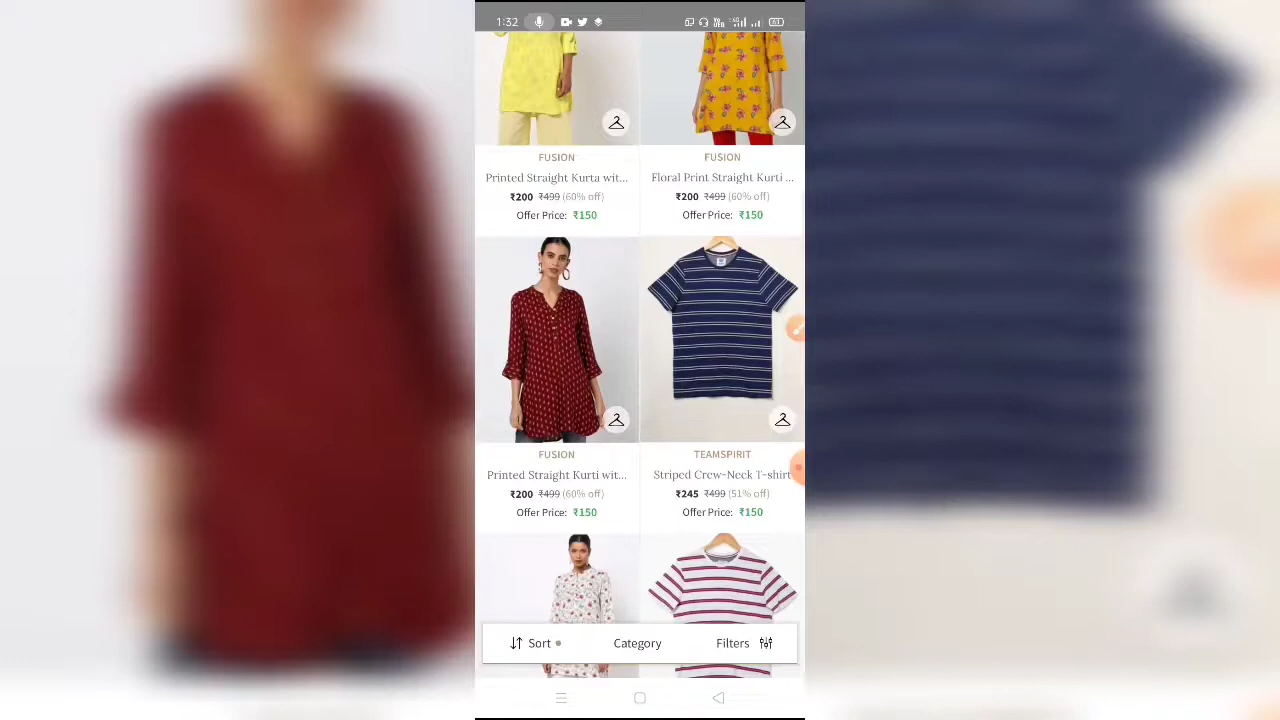 1:32
61
FUSION
Printed Straight Kurta wit...
₹200 ₹499 (60% off)
Offer Price: ₹150
FUSION
Floral Print Straight Kurti ...
₹200 ₹499 (60% off)
Offer Price: ₹150
FUSION
Printed Straight Kurti wit...
₹200 ₹499 (60% off)
Offer Price: ₹150
TEAMSPIRIT
Striped Crew-Neck T-shirt
₹245 ₹499 (51% off)
Offer Price: ₹150
Sort
Category
Filters